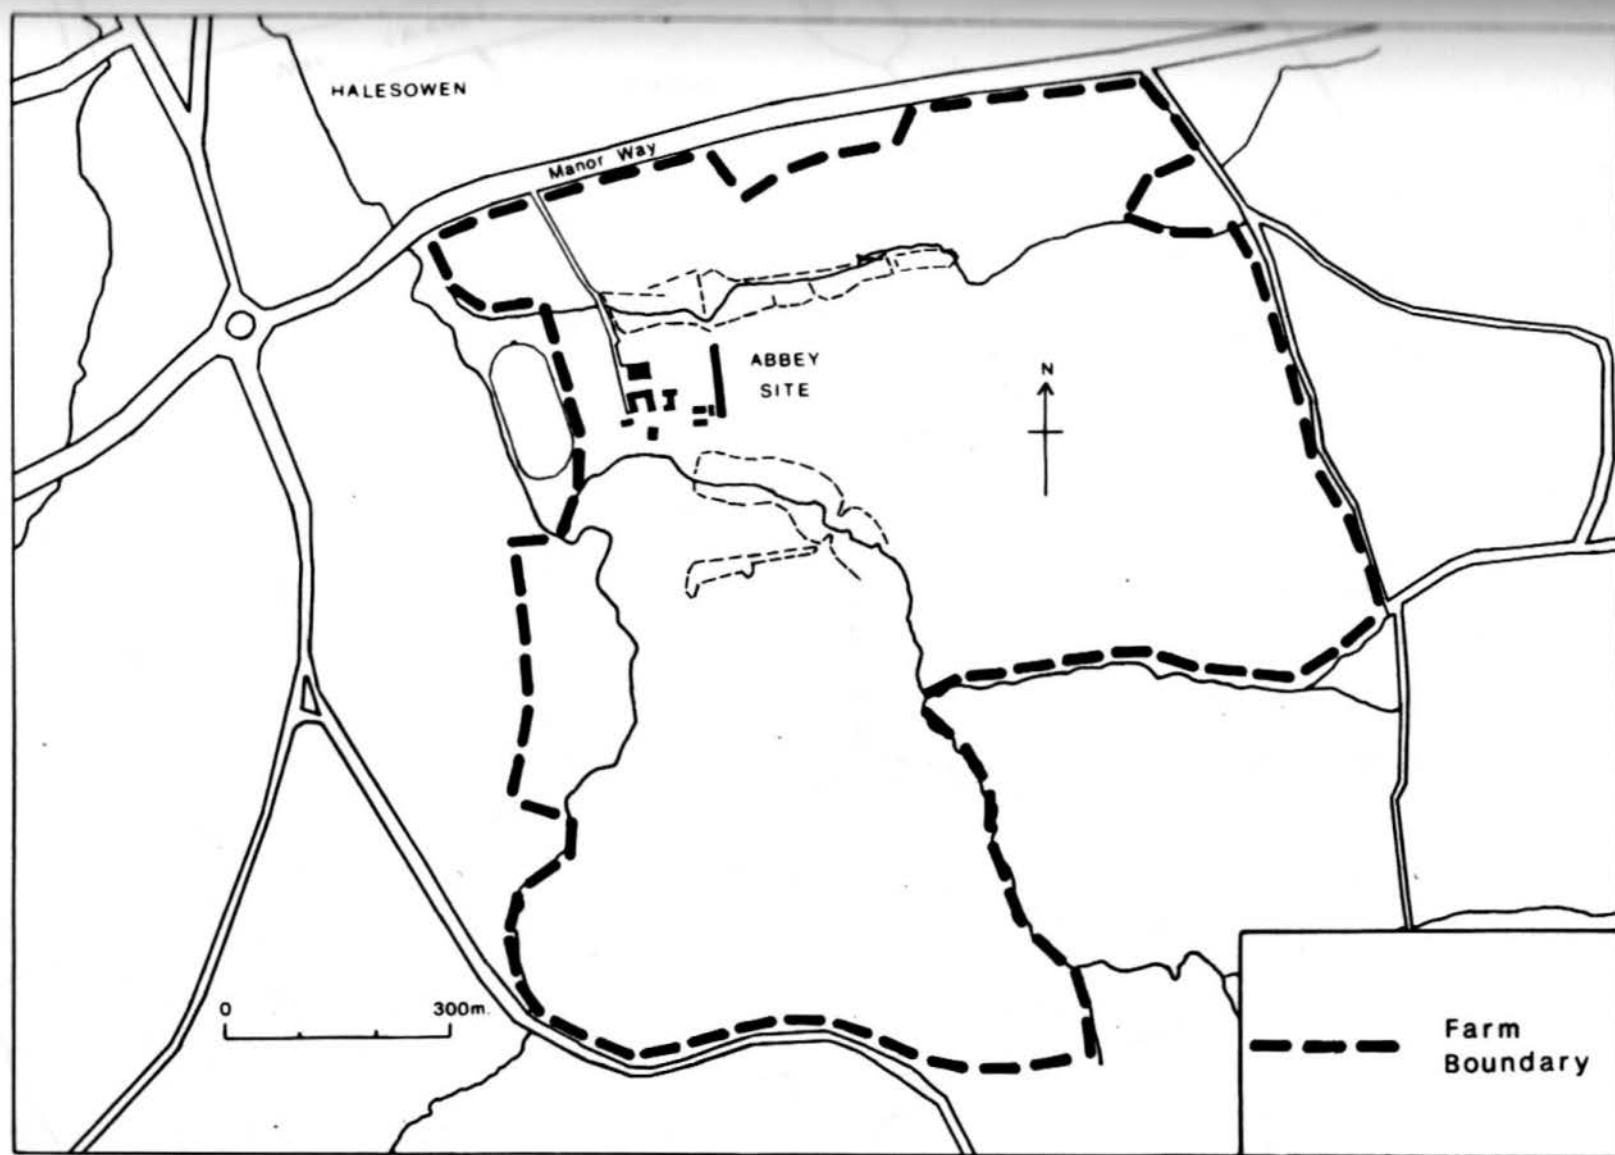 HALESOWEN
Manor Way
ABBEY
SITE
N
0 300m.
Farm
Boundary